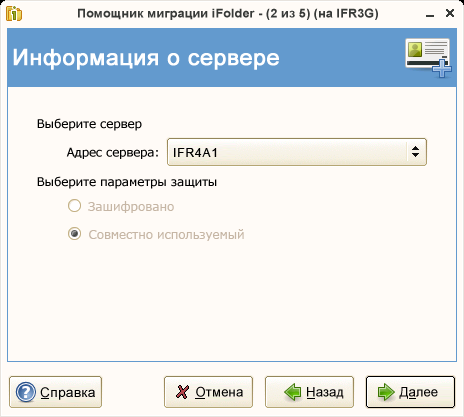 Помощник миграции iFolder - (2 из 5) (на IFR3G)
Информация о сервере
Выберите сервер
Адрес сервера: IFR4A1
Выберите параметры защиты
Зашифровано
Совместно используемый
Справка Отмена Назад Далее